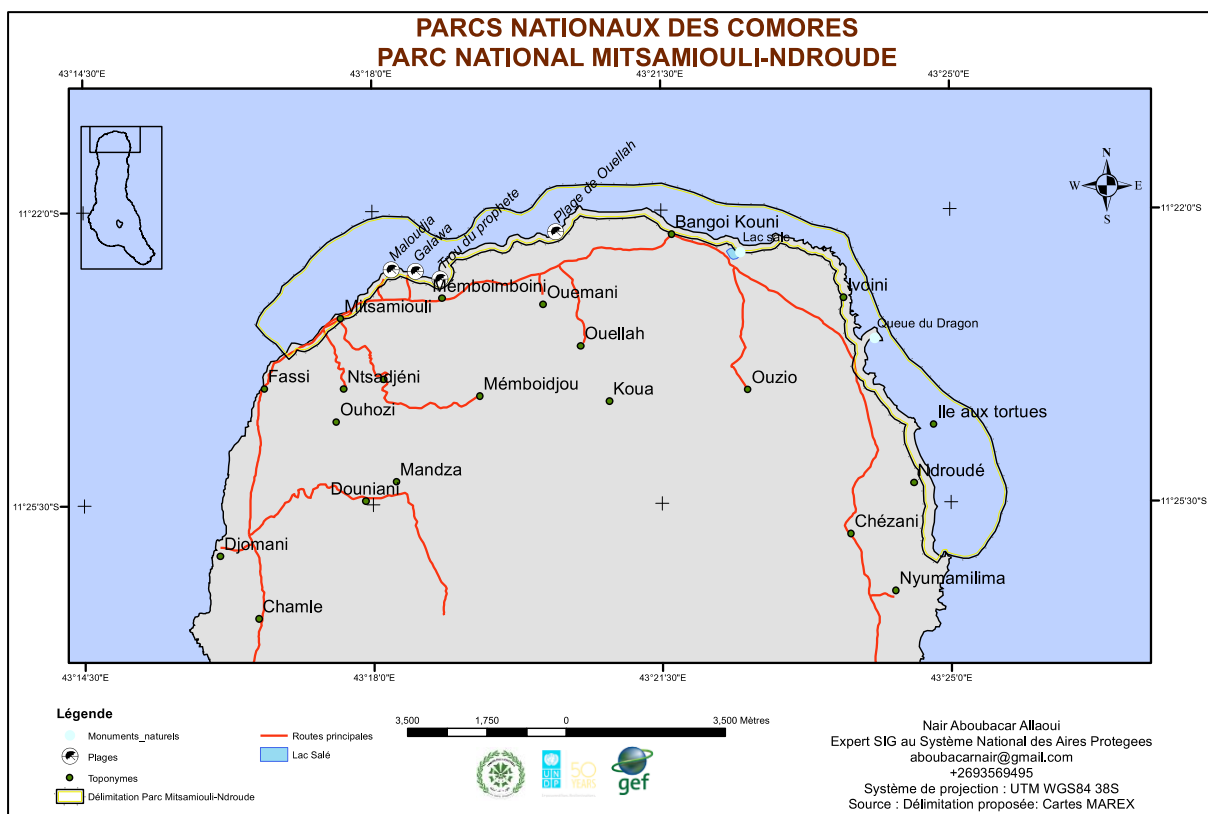 PARCS NATIONAUX DES COMORES
PARC NATIONAL MITSAMIOULI-NDROUDE
43°14'30"E
43°18'0"E
43°21'30"E
43°25'0"E
11°22'0"S
11°22'0"S
11°25'30"S
11°25'30"S
N
W
E
S
Maloudja
Galawa
Trou du prophete
Plage de Ouellah
Bangoi Kouni
Lac sale
Ivoini
Queue du Dragon
Memboimboini
Ouemani
Mitsamiouli
Ouellah
Fassi
Ntsadjéni
Mémboidjou
Koua
Ouzio
Ouhozi
Ile aux tortues
Mandza
Douniani
Ndroudé
Chézani
Djomani
Nyumamilima
Chamle
43°14'30"E
43°18'0"E
43°21'30"E
43°25'0"E
Légende
Monuments_naturels
Plages
Toponymes
Délimitation Parc Mitsamiouli-Ndroude
Routes principales
Lac Salé
3,500
1,750
0
3,500 Mètres
UN
DP
50
YEARS
gef
Nair Aboubacar Allaoui
Expert SIG au Système National des Aires Protegees
aboubacarnair@gmail.com
+2693569495
Système de projection : UTM WGS84 38S
Source : Délimitation proposée: Cartes MAREX